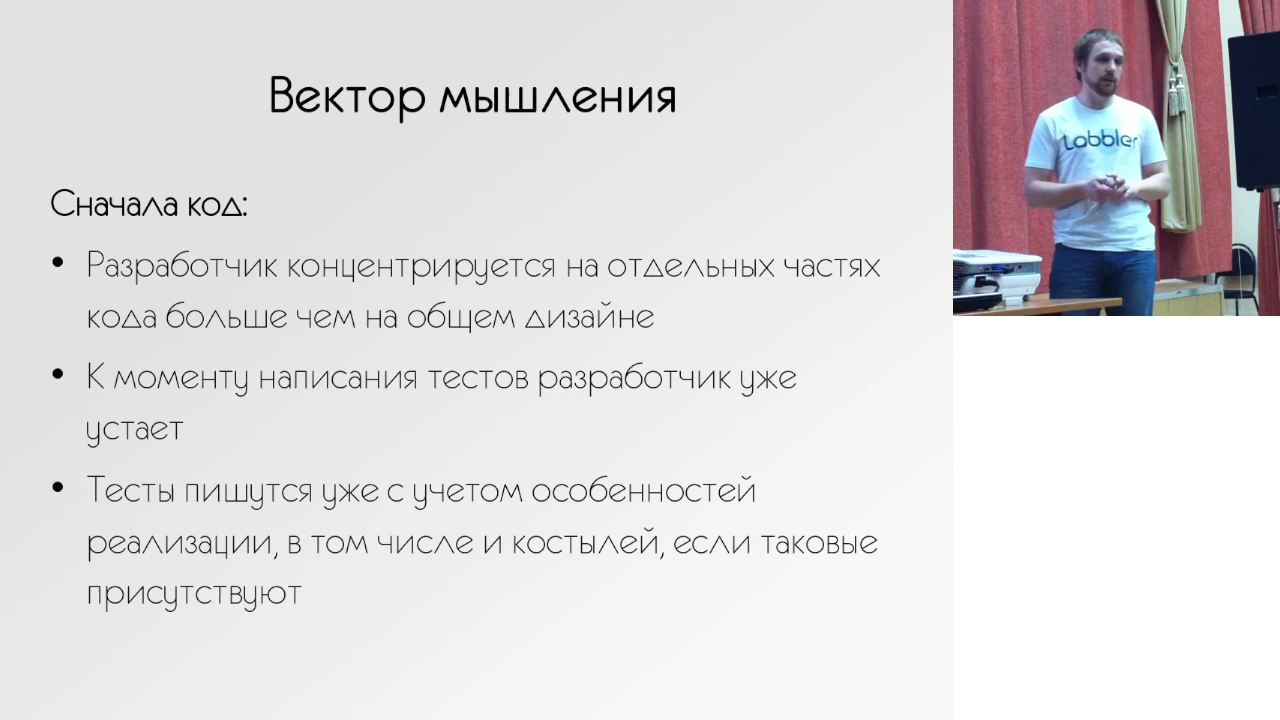 Вектор мышления
Сначала код:
• Разработчик концентрируется на отдельных частях
кода больше чем на общем дизайне
• К моменту написания тестов разработчик уже
устает
• Тесты пишутся уже с учетом особенностей
реализации, в том числе и костылей, если таковые
присутствуют
Labbler